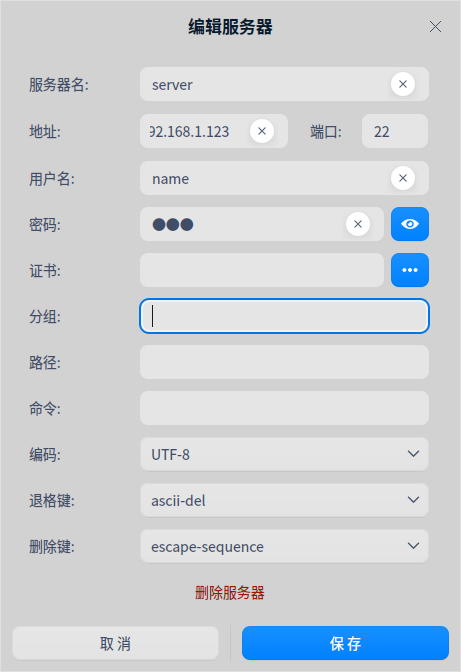 编辑服务器
服务器名: server
地址: 92.168.1.123 端口: 22
用户名: name
密码: ●●●
证书:
分组:
路径:
命令:
编码: UTF-8
退格键: ascii-del
删除键: escape-sequence
删除服务器
取消 保存